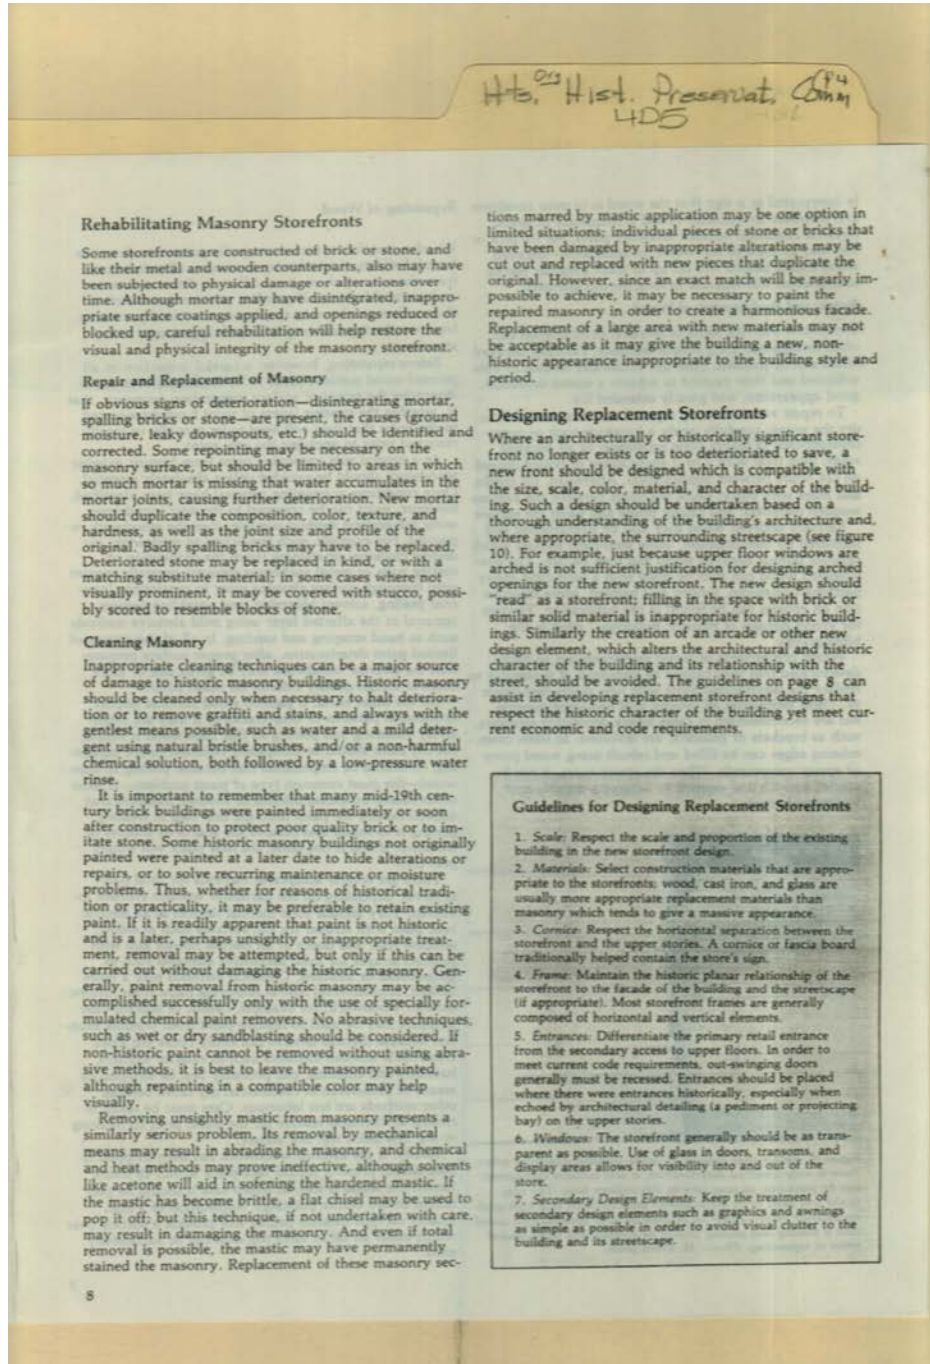 Hts. Org Hist. Preservat. Comm
4D5
Rehabilitating Masonry Storefronts
Some storefronts are constructed of brick or stone, and
like their metal and wooden counterparts, also may have
been subjected to physical damage or alterations over
time. Although mortar may have disintegrated, inappro-
priate surface coatings applied, and openings reduced or
blocked up, careful rehabilitation will help restore the
visual and physical integrity of the masonry storefront.
Repair and Replacement of Masonry
If obvious signs of deterioration—disintegrating mortar,
spalling bricks or stone—are present, the causes (ground
moisture, leaky downspouts, etc.) should be identified and
corrected. Some repointing may be necessary on the
masonry surface, but should be limited to areas in which
so much mortar is missing that water accumulates in the
mortar joints, causing further deterioration. New mortar
should duplicate the composition, color, texture, and
hardness, as well as the joint size and profile of the
original. Badly spalling bricks may have to be replaced.
Deteriorated stone may be replaced in kind, or with a
matching substitute material; in some cases where not
visually prominent, it may be covered with stucco, possi-
bly scored to resemble blocks of stone.
Cleaning Masonry
Inappropriate cleaning techniques can be a major source
of damage to historic masonry buildings. Historic masonry
should be cleaned only when necessary to halt deteriora-
tion or to remove graffiti and stains, and always with the
gentlest means possible, such as water and a mild deter-
gent using natural bristle brushes, and/or a non-harmful
chemical solution, both followed by a low-pressure water
rinse.
It is important to remember that many mid-19th cen-
tury brick buildings were painted immediately or soon
after construction to protect poor quality brick or to im-
itate stone. Some historic masonry buildings not originally
painted were painted at a later date to hide alterations or
repairs, or to solve recurring maintenance or moisture
problems. Thus, whether for reasons of historical tradi-
tion or practicality, it may be preferable to retain existing
paint. If it is readily apparent that paint is not historic
and is a later, perhaps unsightly or inappropriate treat-
ment, removal may be attempted, but only if this can be
carried out without damaging the historic masonry. Gen-
erally, paint removal from historic masonry may be ac-
complished successfully only with the use of specially for-
mulated chemical paint removers. No abrasive techniques,
such as wet or dry sandblasting should be considered. If
non-historic paint cannot be removed without using abra-
sive methods, it is best to leave the masonry painted,
although repainting in a compatible color may help
visually.
Removing unsightly mastic from masonry presents a
similarly serious problem. Its removal by mechanical
means may result in abrading the masonry, and chemical
and heat methods may prove ineffective, although solvents
like acetone will aid in sofening the hardened mastic. If
the mastic has become brittle, a flat chisel may be used to
pop it off; but this technique, if not undertaken with care,
may result in damaging the masonry. And even if total
removal is possible, the mastic may have permanently
stained the masonry. Replacement of these masonry sec-
8
tions marred by mastic application may be one option in
limited situations; individual pieces of stone or bricks that
have been damaged by inappropriate alterations may be
cut out and replaced with new pieces that duplicate the
original. However, since an exact match will be nearly im-
possible to achieve, it may be necessary to paint the
repaired masonry in order to create a harmonious facade.
Replacement of a large area with new materials may not
be acceptable as it may give the building a new, non-
historic appearance inappropriate to the building style and
period.
Designing Replacement Storefronts
Where an architecturally or historically significant store-
front no longer exists or is too deterioriated to save, a
new front should be designed which is compatible with
the size, scale, color, material, and character of the build-
ing. Such a design should be undertaken based on a
thorough understanding of the building's architecture and,
where appropriate, the surrounding streetscape (see figure
10). For example, just because upper floor windows are
arched is not sufficient justification for designing arched
openings for the new storefront. The new design should
"read" as a storefront; filling in the space with brick or
similar solid material is inappropriate for historic build-
ings. Similarly the creation of an arcade or other new
design element, which alters the architectural and historic
character of the building and its relationship with the
street, should be avoided. The guidelines on page 8 can
assist in developing replacement storefront designs that
respect the historic character of the building yet meet cur-
rent economic and code requirements.
Guidelines for Designing Replacement Storefronts
1. Scale: Respect the scale and proportion of the existing
building in the new storefront design.
2. Materials: Select construction materials that are appro-
priate to the storefronts; wood, cast iron, and glass are
usually more appropriate replacement materials than
masonry which tends to give a massive appearance.
3. Cornice: Respect the horizontal separation between the
storefront and the upper stories. A cornice or fascia board
traditionally helped contain the store's sign.
4. Frame: Maintain the historic planar relationship of the
storefront to the facade of the building and the streetscape
(if appropriate). Most storefront frames are generally
composed of horizontal and vertical elements.
5. Entrances: Differentiate the primary retail entrance
from the secondary access to upper floors. In order to
meet current code requirements, out-swinging doors
generally must be recessed. Entrances should be placed
where there were entrances historically, especially when
echoed by architectural detailing (a pediment or projecting
bay) on the upper stories.
6. Windows: The storefront generally should be as trans-
parent as possible. Use of glass in doors, transoms, and
display areas allows for visibility into and out of the
store.
7. Secondary Design Elements: Keep the treatment of
secondary design elements such as graphics and awnings
as simple as possible in order to avoid visual clutter to the
building and its streetscape.